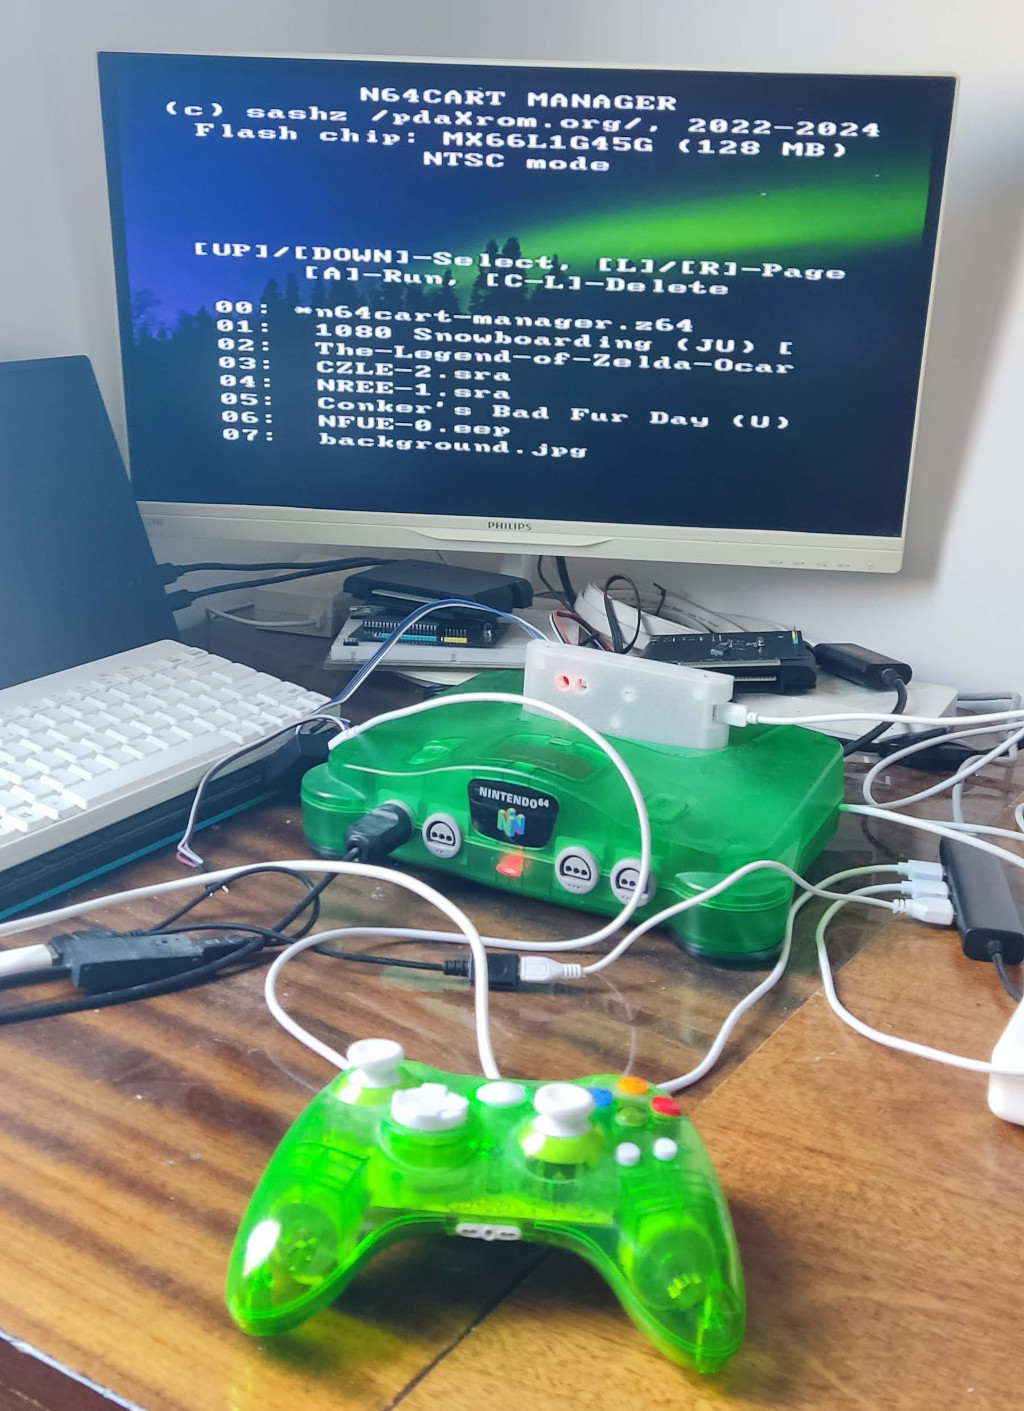 N64CART MANAGER
(c) sashz /pdaXrom.org/, 2022-2024
Flash chip: MX66L1G45G (128 MB)
NTSC mode
[UP]/[DOWN]-Select, [L]/[R]-Page
[A]-Run, [C-L]-Delete
00: *n64cart-manager.z64
01: 1080 Snowboarding (JU) [
02: The-Legend-of-Zelda-Ocar
03: CZLE-2.sra
04: NREE-1.sra
05: Conker's Bad Fur Day (U)
06: NFUE-0.eep
07: background.jpg
PHILIPS
NINTENDO64